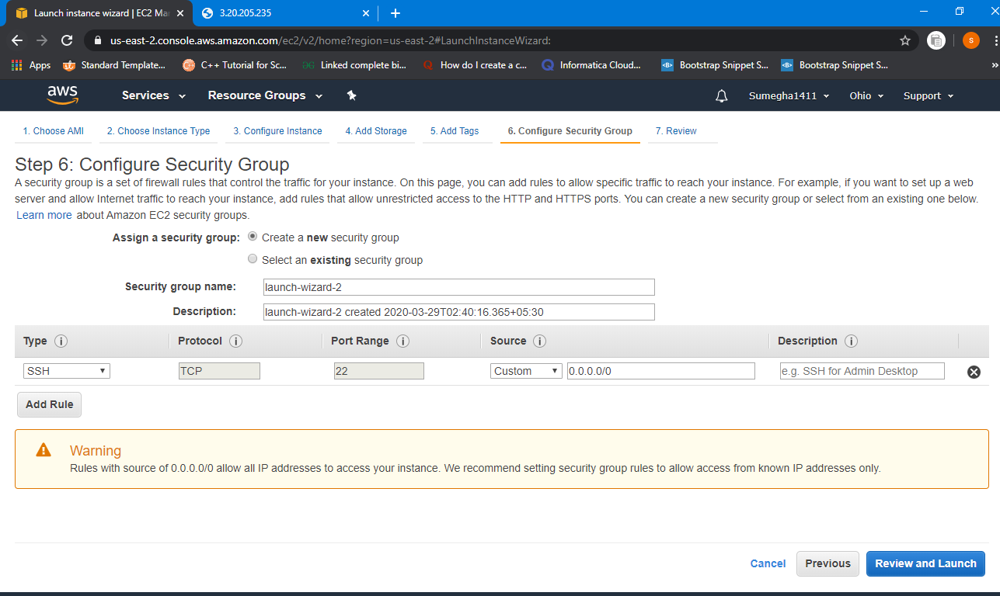 Launch instance wizard | EC2 Ma
3.20.205.235
us-east-2.console.aws.amazon.com/ec2/v2/home?region=us-east-2#LaunchInstanceWizard:
S
Apps Standard Template... C++ Tutorial for Sc... Linked complete bi... How do I create a c... Informatica Cloud... Bootstrap Snippet S... Bootstrap Snippet S... »
aws Services Resource Groups Sumegha1411 Ohio Support
1. Choose AMI 2. Choose Instance Type 3. Configure Instance 4. Add Storage 5. Add Tags 6. Configure Security Group 7. Review
Step 6: Configure Security Group
A security group is a set of firewall rules that control the traffic for your instance. On this page, you can add rules to allow specific traffic to reach your instance. For example, if you want to set up a web
server and allow Internet traffic to reach your instance, add rules that allow unrestricted access to the HTTP and HTTPS ports. You can create a new security group or select from an existing one below.
Learn more about Amazon EC2 security groups.
Assign a security group: Create a new security group
Select an existing security group
Security group name: launch-wizard-2
Description: launch-wizard-2 created 2020-03-29T02:40:16.365+05:30
Type i Protocol i Port Range i Source i Description i
SSH TCP 22 Custom 0.0.0.0/0 e.g. SSH for Admin Desktop
Add Rule
Warning
Rules with source of 0.0.0.0/0 allow all IP addresses to access your instance. We recommend setting security group rules to allow access from known IP addresses only.
Cancel Previous Review and Launch